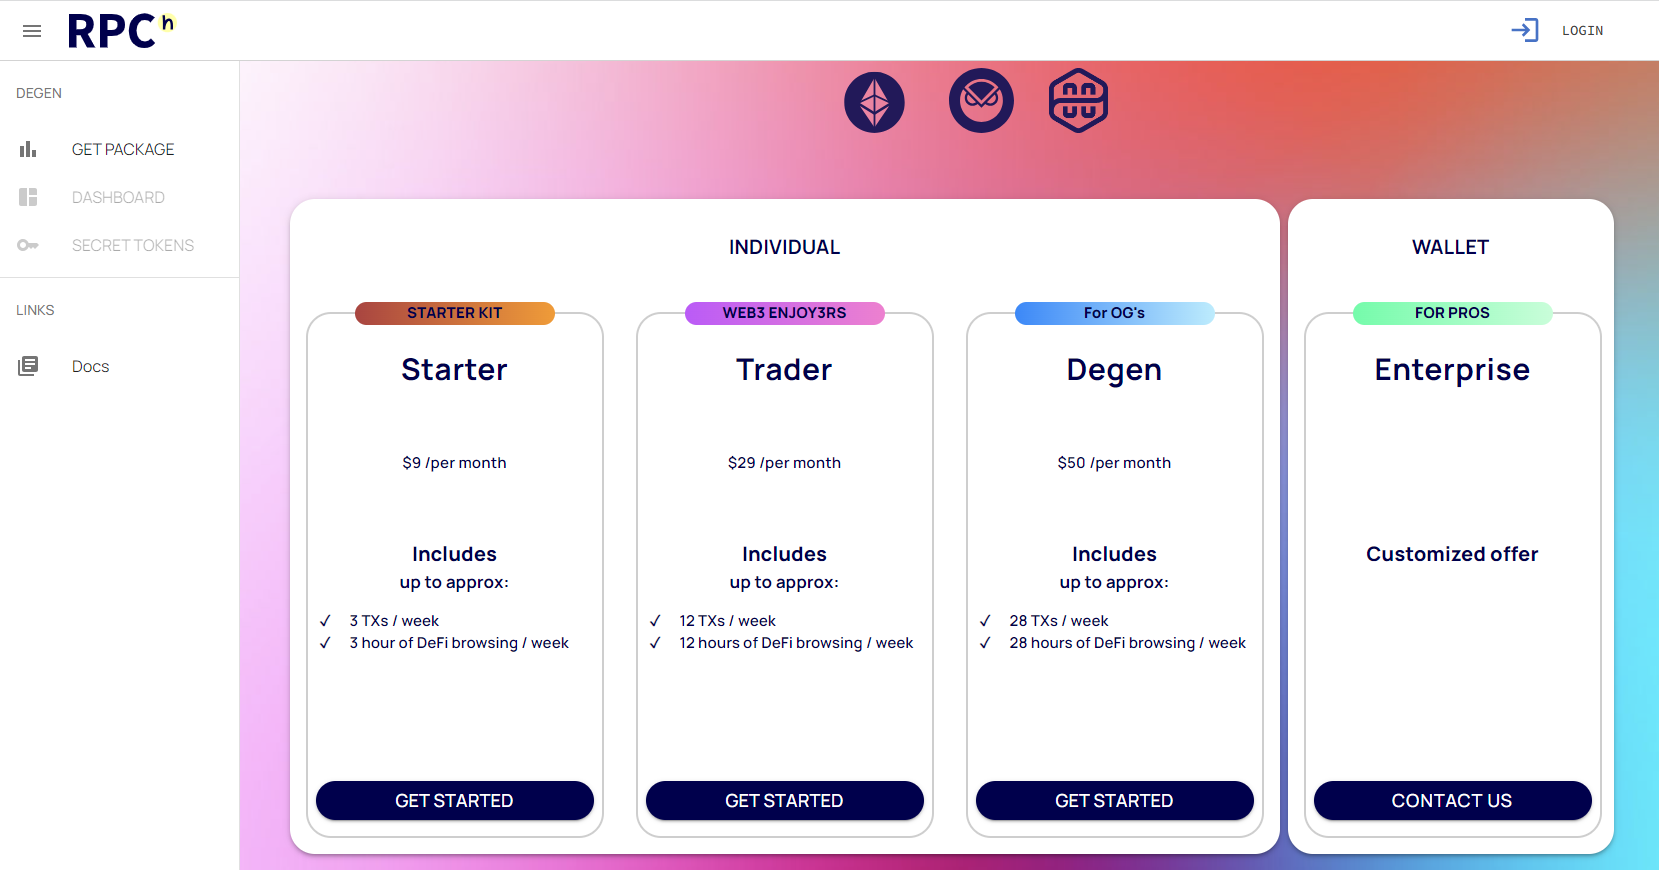 RPCh
LOGIN
DEGEN
GET PACKAGE
DASHBOARD
SECRET TOKENS
LINKS
Docs
INDIVIDUAL
STARTER KIT
Starter
$9 /per month
Includes
up to approx:
✓ 3 TXs / week
✓ 3 hour of DeFi browsing / week
GET STARTED
WEB3 ENJOY3RS
Trader
$29 /per month
Includes
up to approx:
✓ 12 TXs / week
✓ 12 hours of DeFi browsing / week
GET STARTED
For OG's
Degen
$50 /per month
Includes
up to approx:
✓ 28 TXs / week
✓ 28 hours of DeFi browsing / week
GET STARTED
WALLET
FOR PROS
Enterprise
Customized offer
CONTACT US